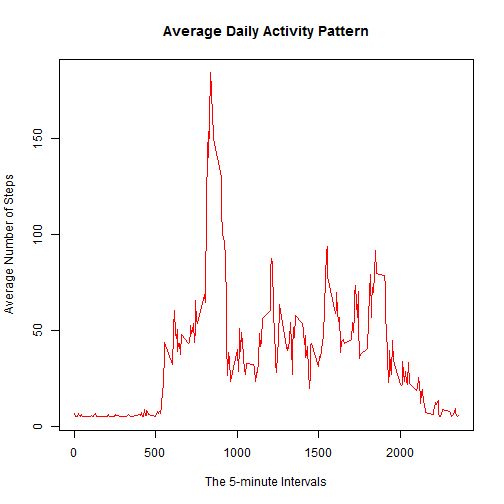 Average Daily Activity Pattern
Average Number of Steps
150
100
50
0
0 500 1000 1500 2000
The 5-minute Intervals